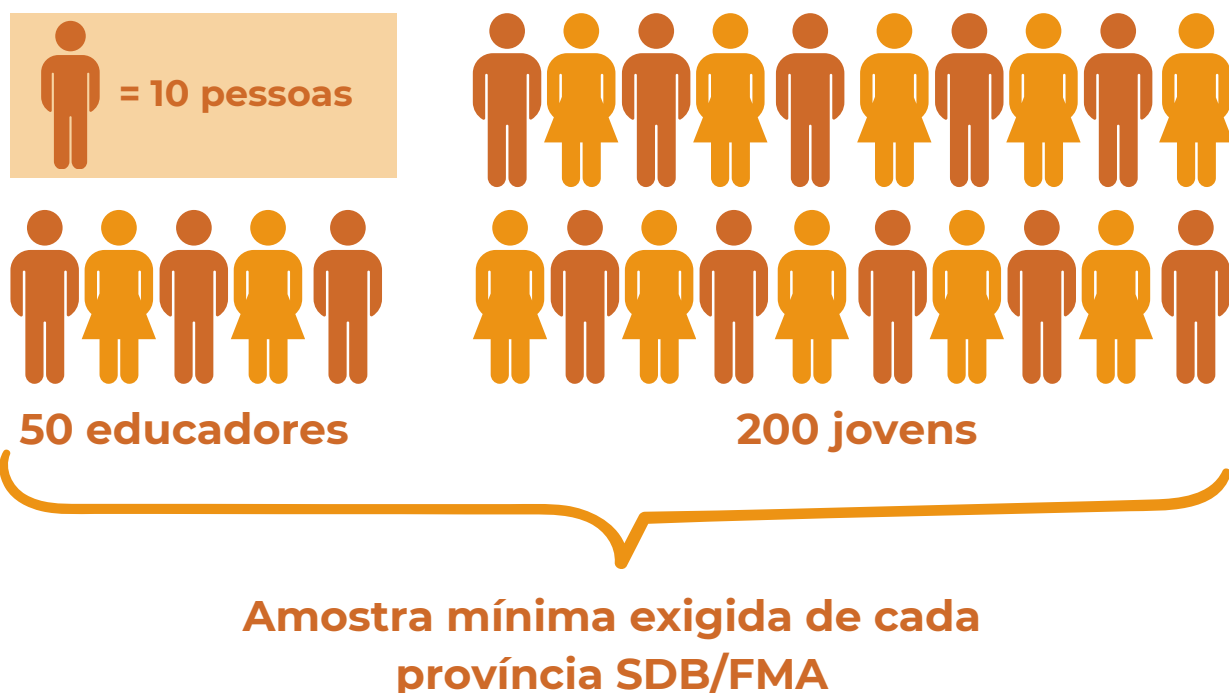 = 10 pessoas
50 educadores
200 jovens
Amostra mínima exigida de cada
província SDB/FMA